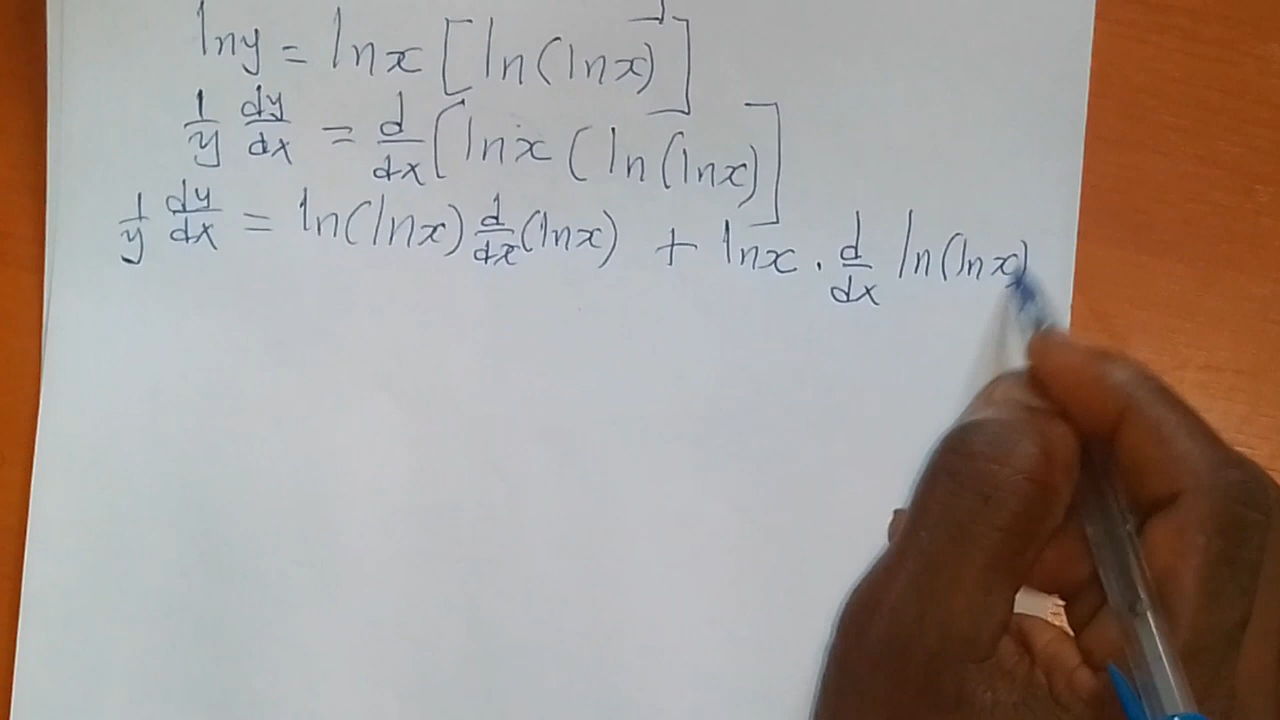 lny = lnx [ln(lnx)]
1/y dy/dx = d/dx [lnx (ln(lnx)]
1/y dy/dx = ln(lnx) d/dx (lnx) + lnx . d/dx ln(lnx)